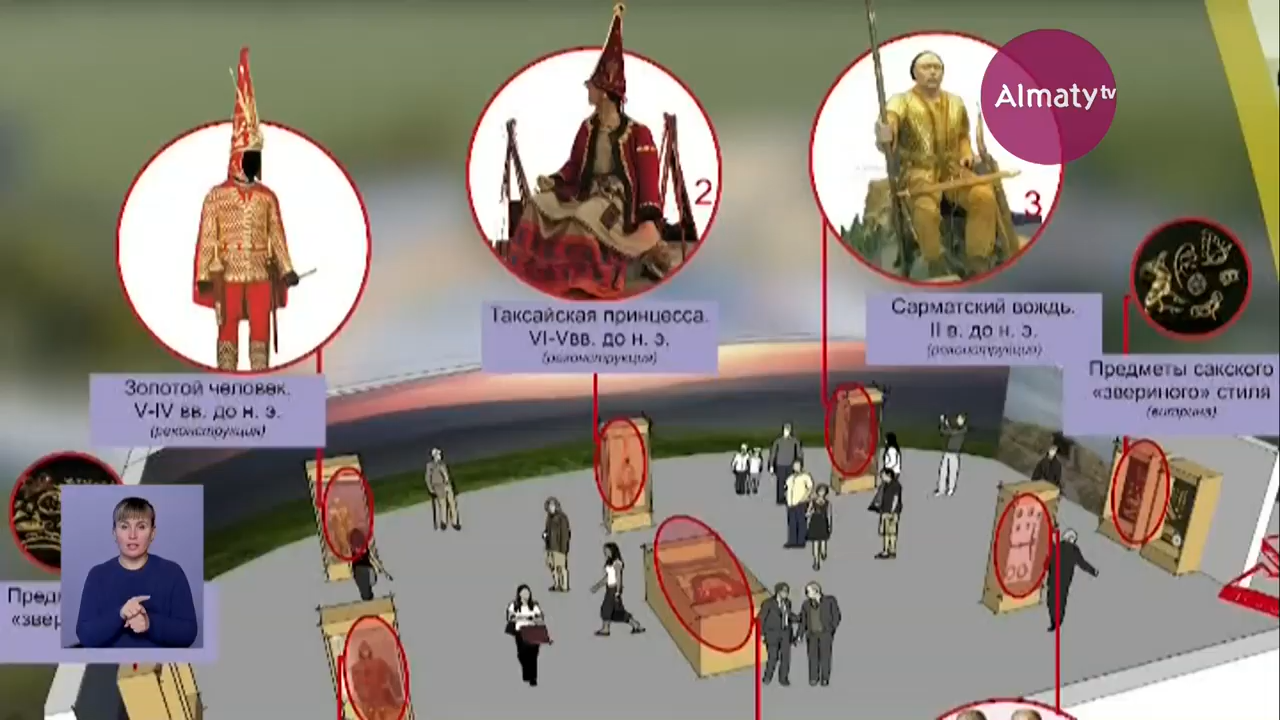 Almaty tv
2
3
Таксайская принцесса.
VI-Vвв. до н. э.
(реконструкция)
Сарматский вождь.
II в. до н. э.
(реконструкция)
Золотой человек.
V-IV вв. до н. э.
(реконструкция)
Предметы сакского
«звериного» стиля
(витрина)